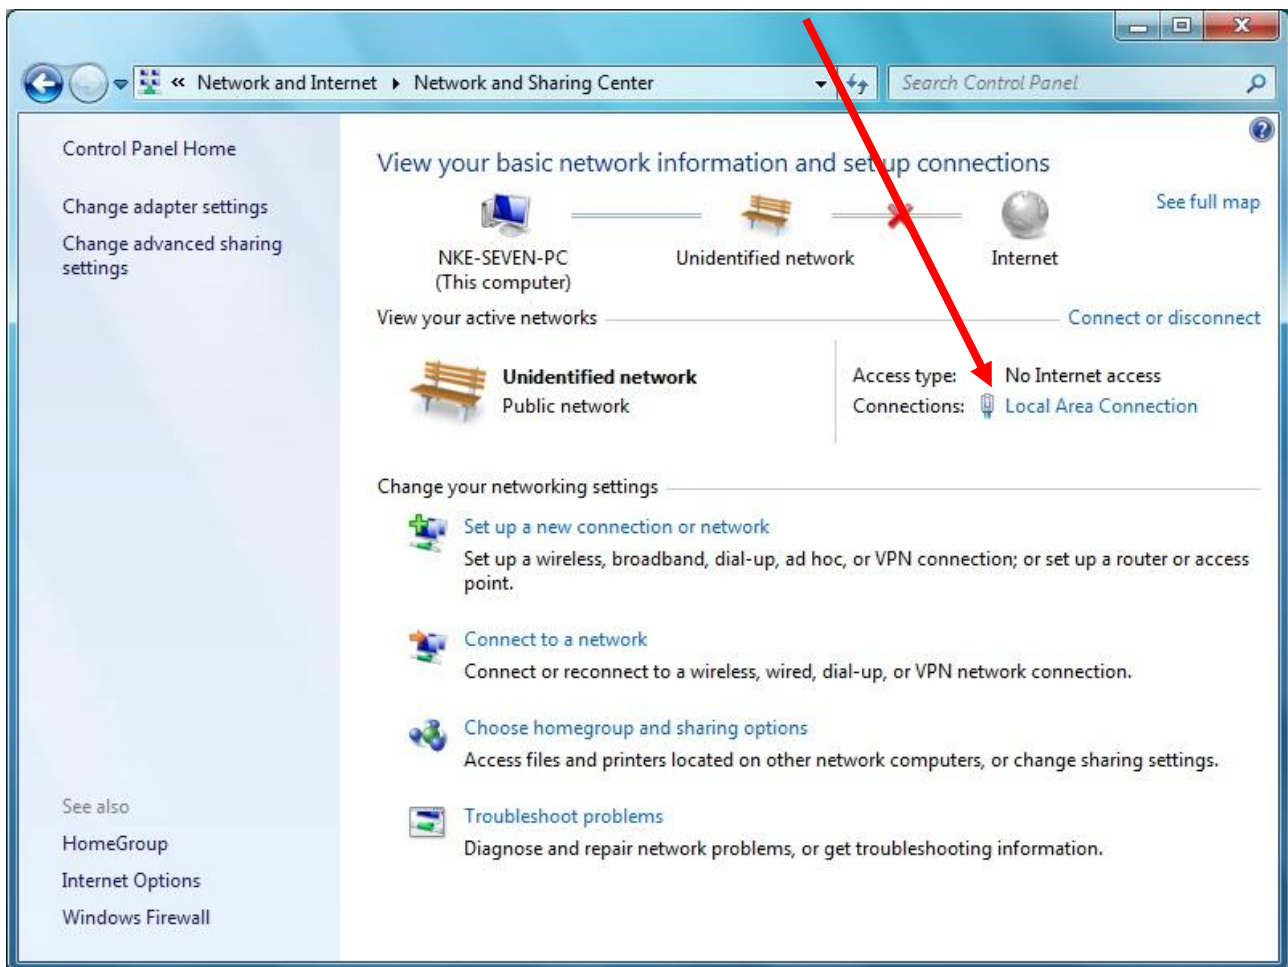 « Network and Internet ▸ Network and Sharing Center
Search Control Panel
Control Panel Home
Change adapter settings
Change advanced sharing
settings
See also
HomeGroup
Internet Options
Windows Firewall
View your basic network information and set up connections
See full map
NKE-SEVEN-PC
(This computer)
Unidentified network
Internet
View your active networks
Connect or disconnect
Unidentified network
Public network
Access type: No Internet access
Connections: Local Area Connection
Change your networking settings
Set up a new connection or network
Set up a wireless, broadband, dial-up, ad hoc, or VPN connection; or set up a router or access
point.
Connect to a network
Connect or reconnect to a wireless, wired, dial-up, or VPN network connection.
Choose homegroup and sharing options
Access files and printers located on other network computers, or change sharing settings.
Troubleshoot problems
Diagnose and repair network problems, or get troubleshooting information.